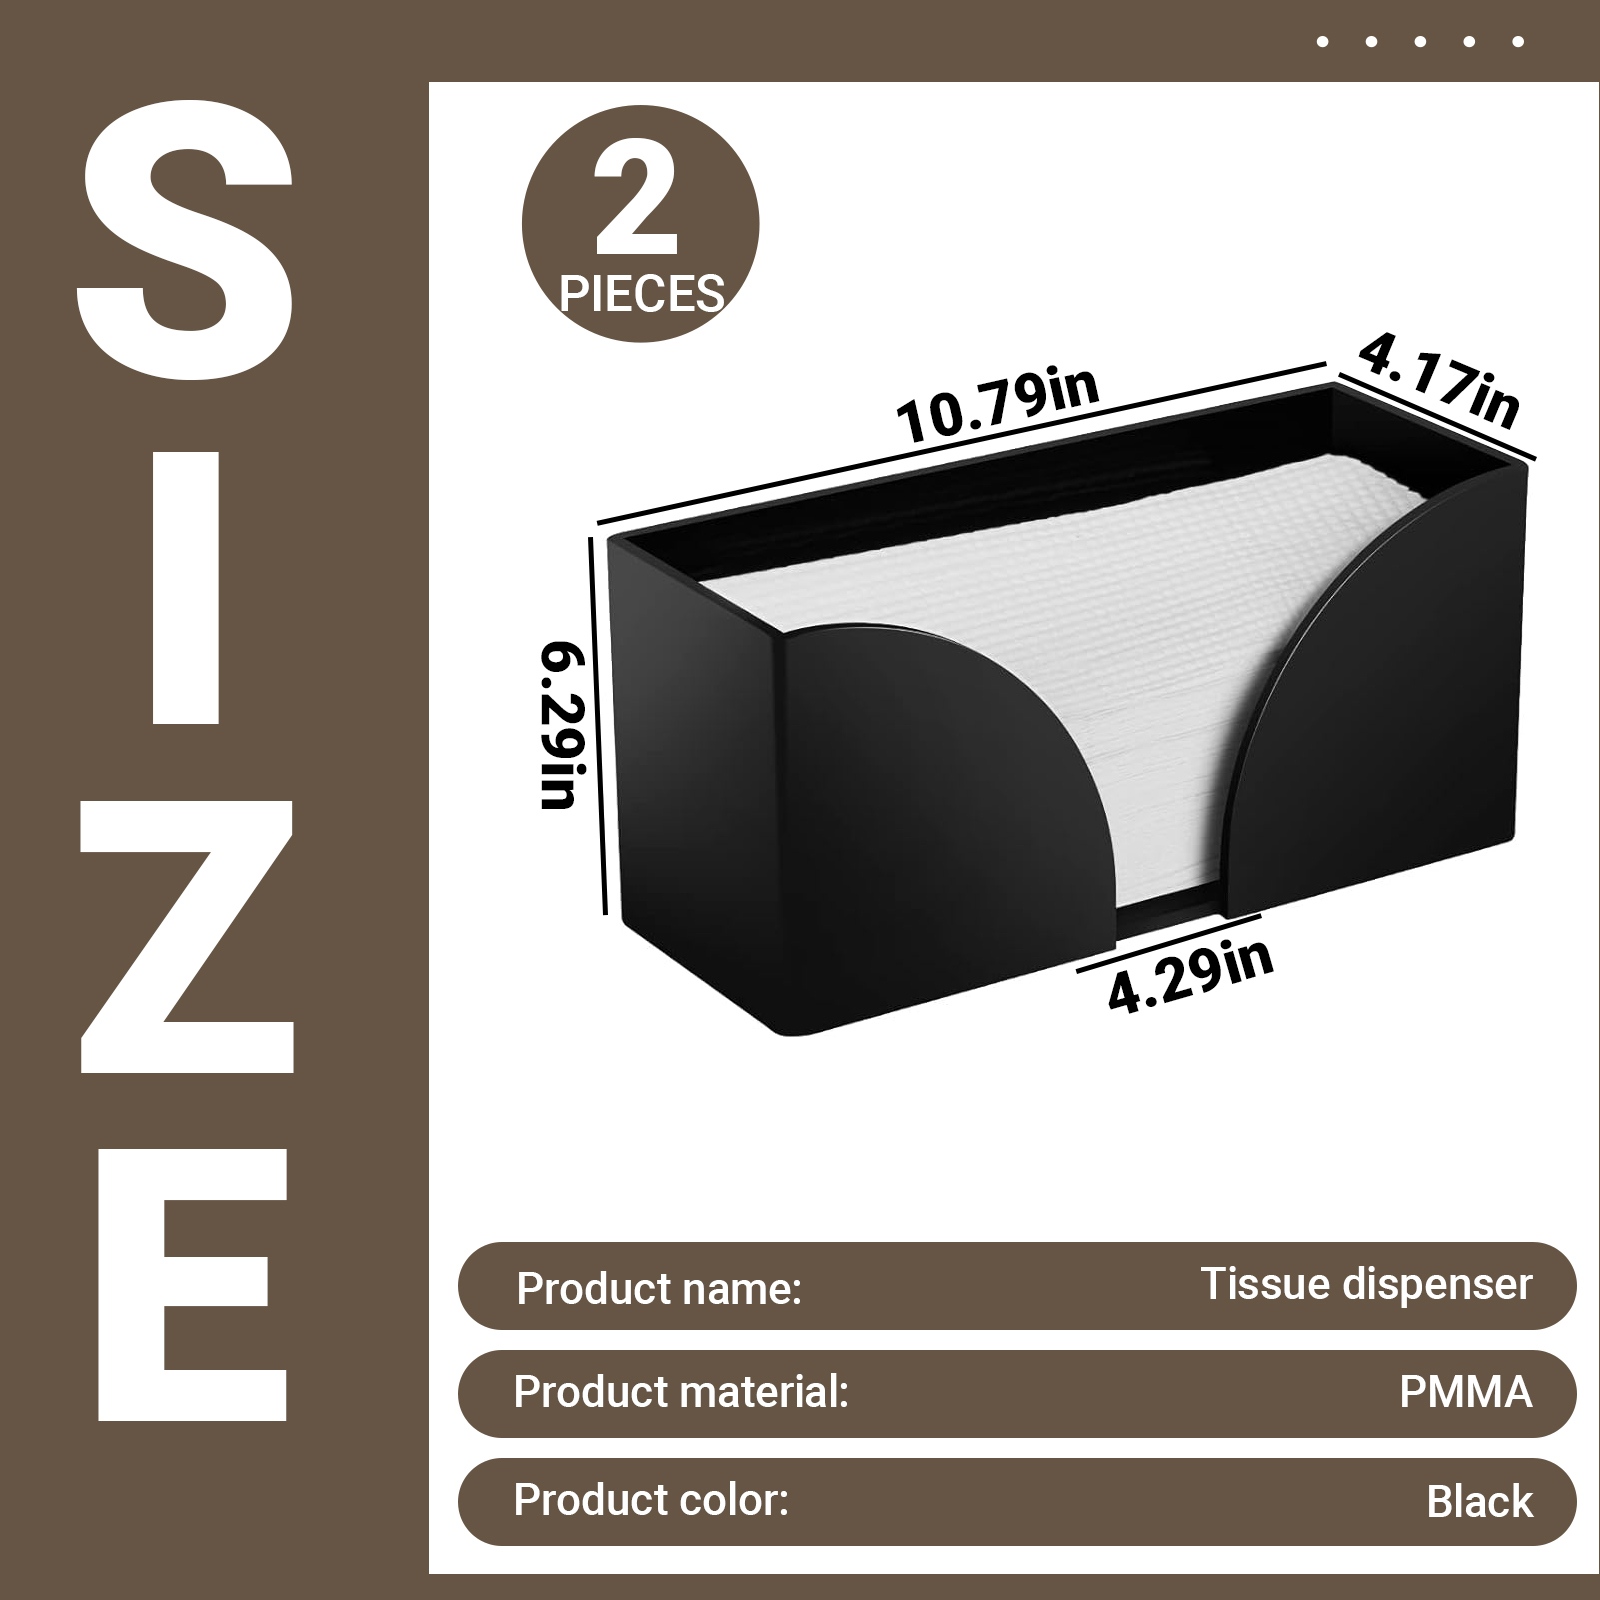 SIZE
2
PIECES
10.79in
4.17in
6.29in
4.29in
Product name: Tissue dispenser
Product material: PMMA
Product color: Black